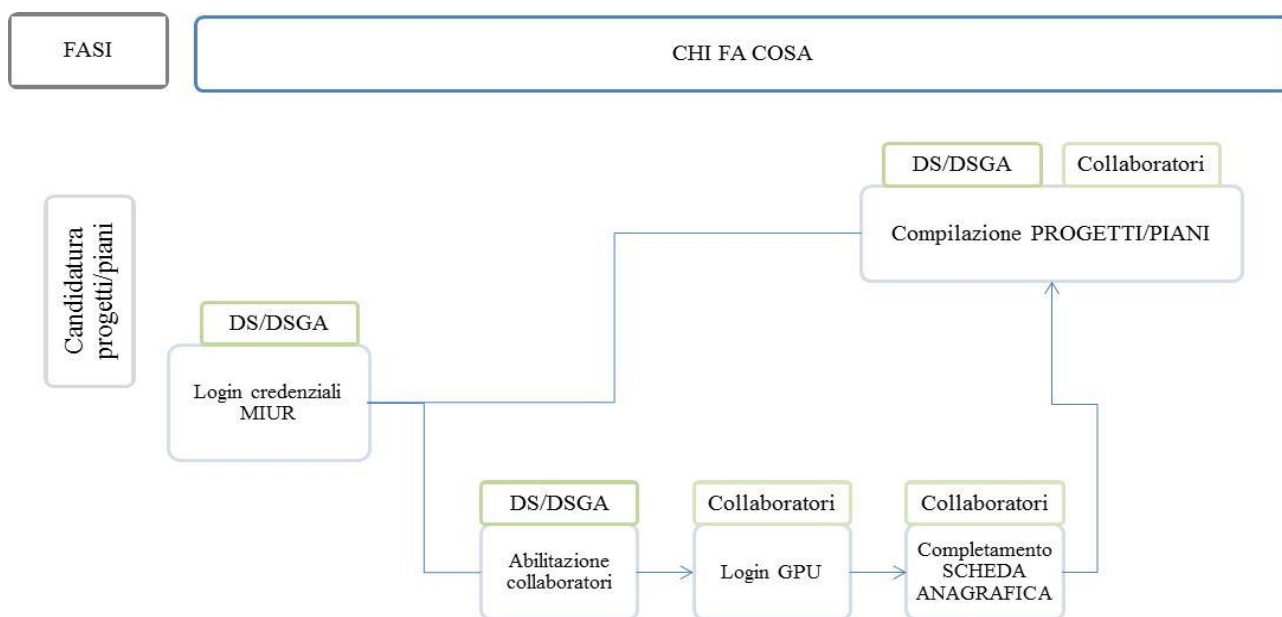 FASI
CHI FA COSA
DS/DSGA
Collaboratori
Compilazione PROGETTI/PIANI
Candidatura
progetti/piani
DS/DSGA
Login credenziali
MIUR
DS/DSGA
Abilitazione
collaboratori
Collaboratori
Login GPU
Collaboratori
Completamento
SCHEDA
ANAGRAFICA